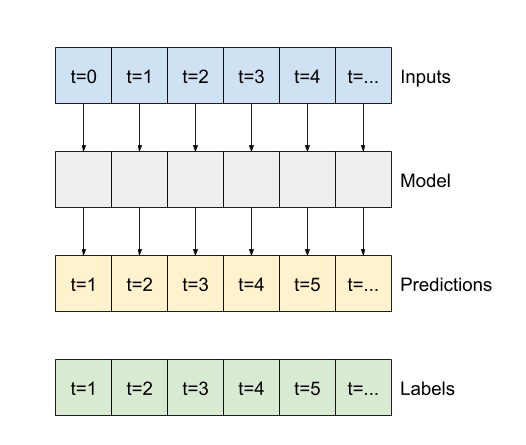 t=0 t=1 t=2 t=3 t=4 t=... Inputs
Model
t=1 t=2 t=3 t=4 t=5 t=... Predictions
t=1 t=2 t=3 t=4 t=5 t=... Labels